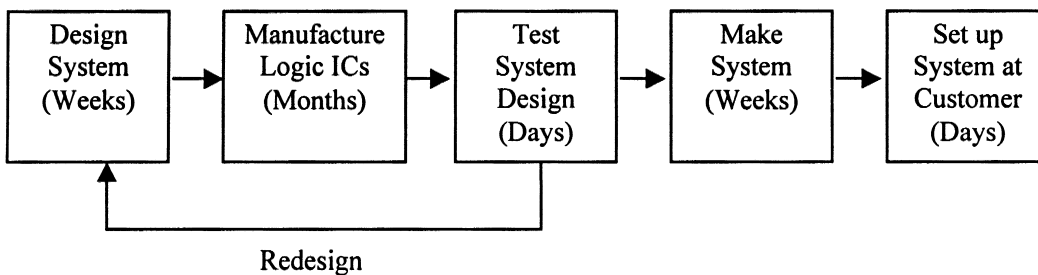 Design
System
(Weeks)
Manufacture
Logic ICs
(Months)
Test
System
Design
(Days)
Make
System
(Weeks)
Set up
System at
Customer
(Days)
Redesign